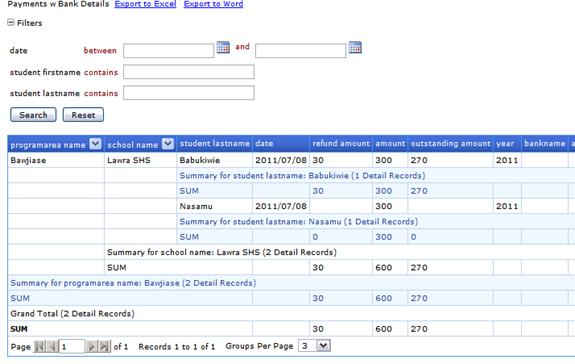 Payments w Bank Details Export to Excel Export to Word
Filters
date between and
student firstname contains
student lastname contains
Search Reset
programarea name school name student lastname date refund amount amount outstanding amount year bankname
Bawjiase Lawra SHS Babukiwie 2011/07/08 30 300 270 2011
Summary for student lastname: Babukiwie (1 Detail Records)
SUM 30 300 270
Nasamu 2011/07/08 300 2011
Summary for student lastname: Nasamu (1 Detail Records)
SUM 0 300 0
Summary for school name: Lawra SHS (2 Detail Records)
SUM 30 600 270
Summary for programarea name: Bawjiase (2 Detail Records)
SUM 30 600 270
Grand Total (2 Detail Records)
SUM 30 600 270
Page 1 of 1 Records 1 to 1 of 1 Groups Per Page 3